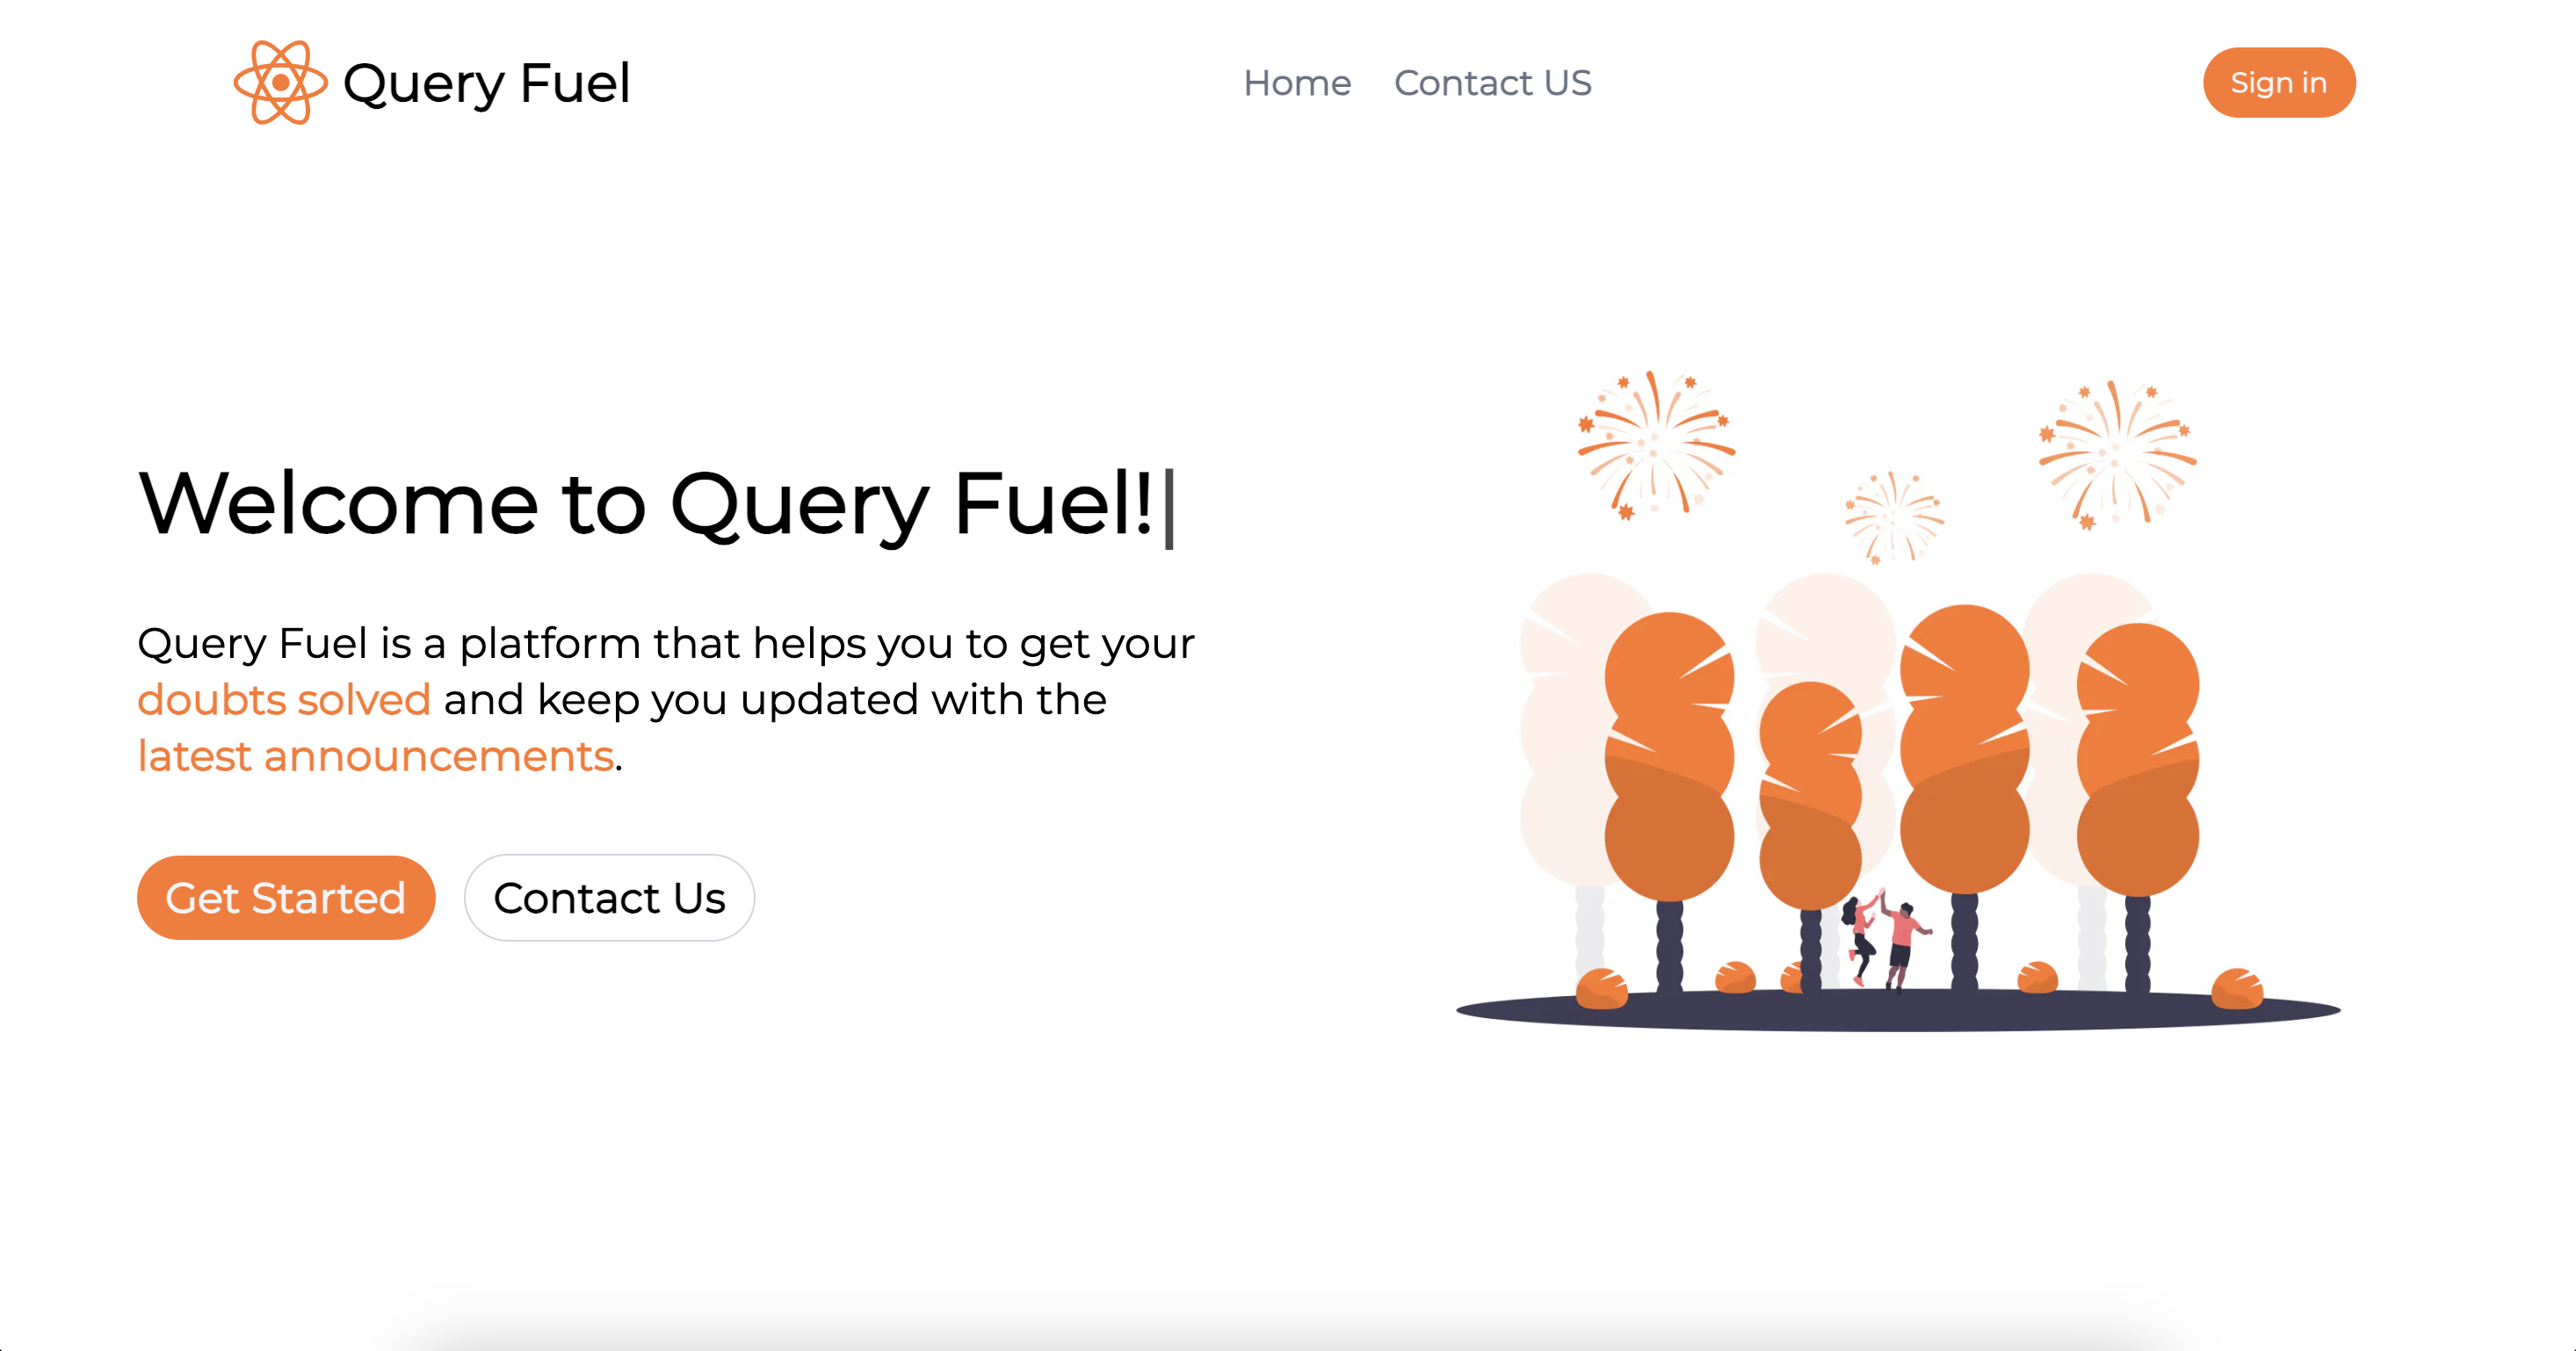 Query Fuel
Home
Contact US
Sign in
Welcome to Query Fuel!
Query Fuel is a platform that helps you to get your
doubts solved and keep you updated with the
latest announcements.
Get Started
Contact Us